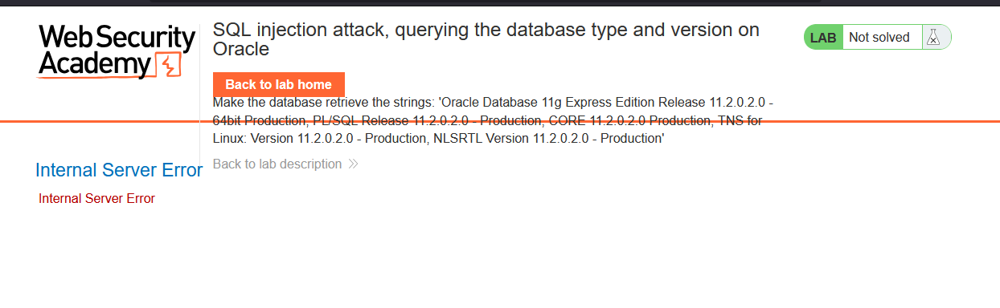 Web Security
Academy
SQL injection attack, querying the database type and version on
Oracle
LAB Not solved
Back to lab home
Make the database retrieve the strings: 'Oracle Database 11g Express Edition Release 11.2.0.2.0 -
64bit Production, PL/SQL Release 11.2.0.2.0 - Production, CORE 11.2.0.2.0 Production, TNS for
Linux: Version 11.2.0.2.0 - Production, NLSRTL Version 11.2.0.2.0 - Production'
Back to lab description
Internal Server Error
Internal Server Error